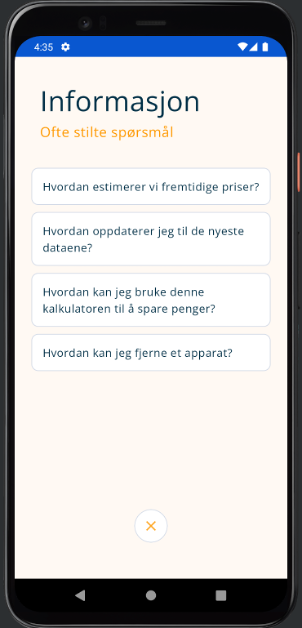 4:35
Informasjon
Ofte stilte spørsmål
Hvordan estimerer vi fremtidige priser?
Hvordan oppdaterer jeg til de nyeste
dataene?
Hvordan kan jeg bruke denne
kalkulatoren til å spare penger?
Hvordan kan jeg fjerne et apparat?